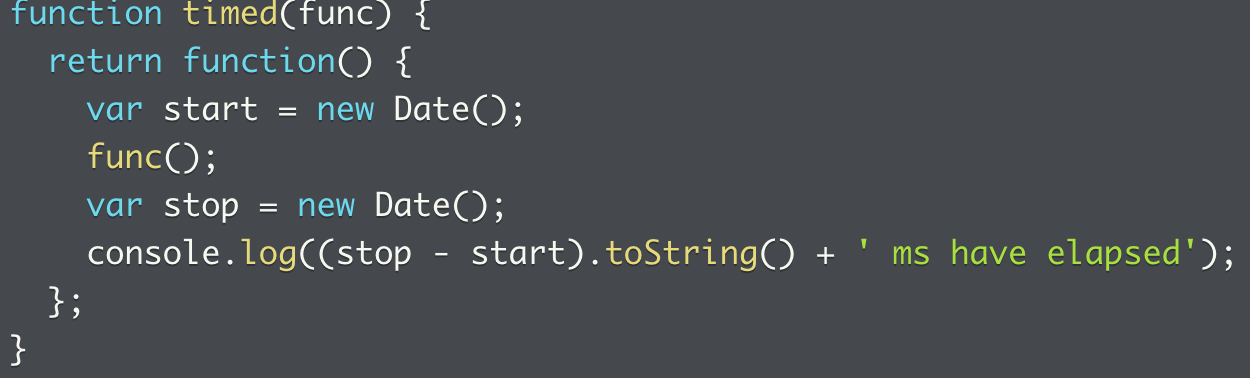 function timed(func) {
  return function() {
    var start = new Date();
    func();
    var stop = new Date();
    console.log((stop - start).toString() + ' ms have elapsed');
  };
}